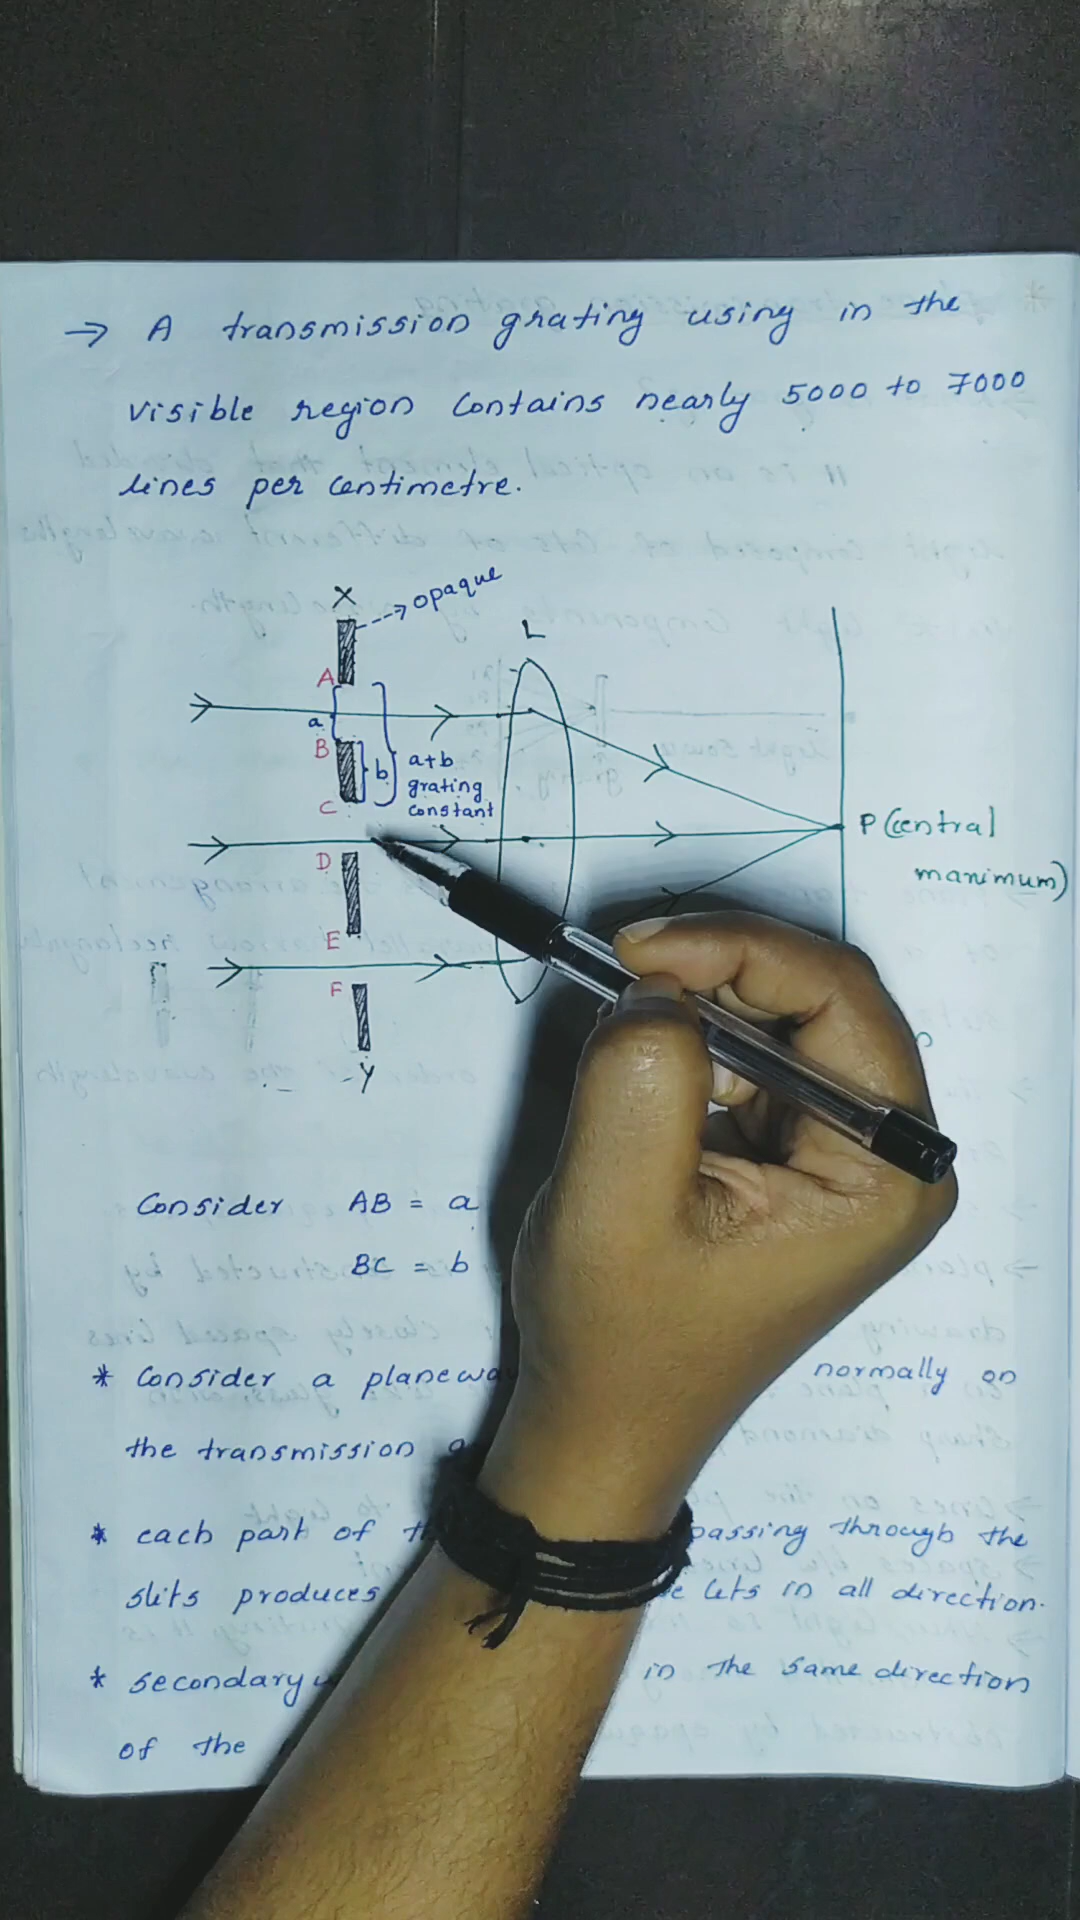 → A transmission grating using in the
visible region contains nearly 5000 to 7000
lines per centimetre.
X
opaque
L
A
a
B
b
a+b
grating
constant
C
P (central
manimum)
D
E
F
Y
Consider AB = a
BC = b
* Consider a planewa normally on
the transmission
* each part of passing through the
slits produces lets in all direction.
* secondary in the same direction
of the